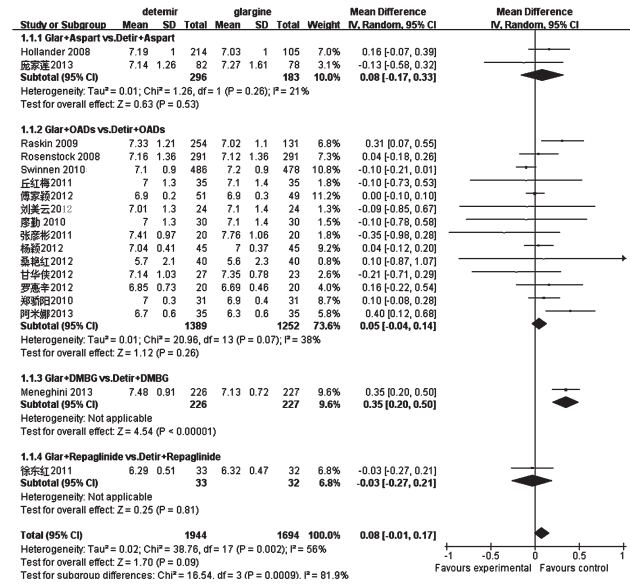 detemir glargine Mean Difference Mean Difference
Study or Subgroup Mean SD Total Mean SD Total Weight IV, Random, 95% CI IV, Random, 95% CI
1.1.1 Glar+Aspart vs.Detir+Aspart
Hollander 2008 7.19 1 214 7.03 1 105 7.0% 0.16 [-0.07, 0.39]
庞家莲2013 7.14 1.26 82 7.27 1.61 78 3.0% -0.13 [-0.58, 0.32]
Subtotal (95% CI) 296 183 10.0% 0.08 [-0.17, 0.33]
Heterogeneity: Tau² = 0.01; Chi² = 1.26, df = 1 (P = 0.26); I² = 21%
Test for overall effect: Z = 0.63 (P = 0.53)
1.1.2 Glar+OADs vs.Detir+OADs
Raskin 2009 7.33 1.21 254 7.02 1.1 131 6.8% 0.31 [0.07, 0.55]
Rosenstock 2008 7.16 1.36 291 7.12 1.36 291 7.1% 0.04 [-0.18, 0.26]
Swinnen 2010 7.1 0.9 486 7.2 0.9 478 11.1% -0.10 [-0.21, 0.01]
丘红梅2011 7 1.3 35 7.1 1.4 35 1.7% -0.10 [-0.73, 0.53]
傅家颖2012 6.9 0.2 51 6.9 0.3 49 11.6% 0.00 [-0.10, 0.10]
刘美云2012 7.01 1.3 24 7.1 1.4 24 1.2% -0.09 [-0.85, 0.67]
廖勤 2010 7 1.3 30 7.1 1.4 30 1.5% -0.10 [-0.78, 0.58]
张彦彬2011 7.41 0.97 20 7.76 1.06 20 1.7% -0.35 [-0.98, 0.28]
杨颖2012 7.04 0.41 45 7 0.37 45 9.5% 0.04 [-0.12, 0.20]
桑艳红2012 5.7 2.1 40 5.6 2.3 40 0.8% 0.10 [-0.87, 1.07]
甘华侠2012 7.14 1.03 27 7.35 0.78 23 2.6% -0.21 [-0.71, 0.29]
罗惠辛2012 6.85 0.73 20 6.69 0.46 20 3.9% 0.16 [-0.22, 0.54]
郑骄阳2010 7 0.3 31 6.9 0.4 31 8.8% 0.10 [-0.08, 0.28]
阿米娜2013 6.7 0.6 35 6.3 0.6 35 5.4% 0.40 [0.12, 0.68]
Subtotal (95% CI) 1389 1252 73.6% 0.05 [-0.04, 0.14]
Heterogeneity: Tau² = 0.01; Chi² = 20.96, df = 13 (P = 0.07); I² = 38%
Test for overall effect: Z = 1.12 (P = 0.26)
1.1.3 Glar+DMBG vs.Detir+DMBG
Meneghini 2013 7.48 0.91 226 7.13 0.72 227 9.6% 0.35 [0.20, 0.50]
Subtotal (95% CI) 226 227 9.6% 0.35 [0.20, 0.50]
Heterogeneity: Not applicable
Test for overall effect: Z = 4.54 (P < 0.00001)
1.1.4 Glar+Repaglinide vs.Detir+Repaglinide
徐东红2011 6.29 0.51 33 6.32 0.47 32 6.8% -0.03 [-0.27, 0.21]
Subtotal (95% CI) 33 32 6.8% -0.03 [-0.27, 0.21]
Heterogeneity: Not applicable
Test for overall effect: Z = 0.25 (P = 0.81)
Total (95% CI) 1944 1694 100.0% 0.08 [-0.01, 0.17]
Heterogeneity: Tau² = 0.02; Chi² = 38.76, df = 17 (P = 0.002); I² = 56%
Test for overall effect: Z = 1.70 (P = 0.09)
Test for subgroup differences: Chi² = 16.54, df = 3 (P = 0.0009), I² = 81.9%
-1 -0.5 0 0.5 1
Favours experimental Favours control